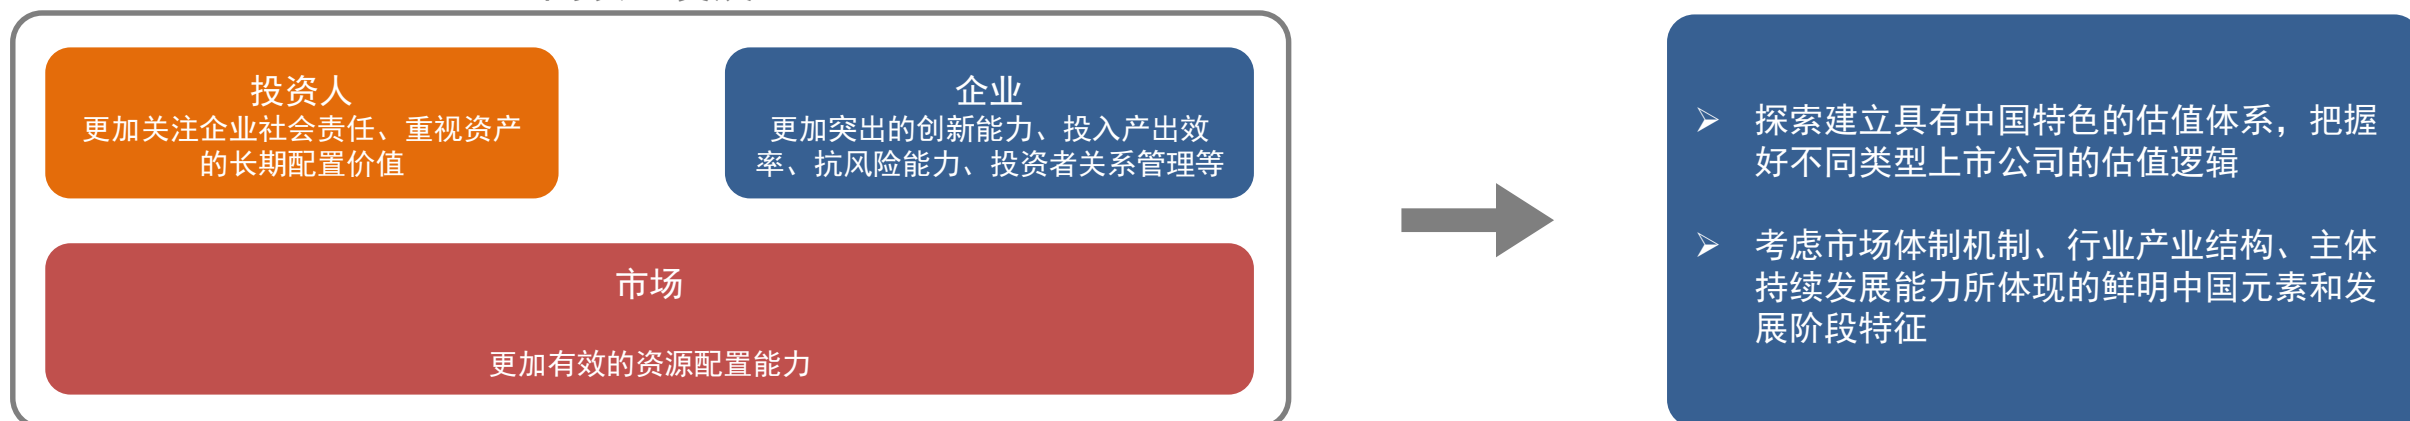 投资人
更加关注企业社会责任、重视资产
的长期配置价值
企业
更加突出的创新能力、投入产出效
率、抗风险能力、投资者关系管理等
市场
更加有效的资源配置能力
➢ 探索建立具有中国特色的估值体系，把握
好不同类型上市公司的估值逻辑
➢ 考虑市场体制机制、行业产业结构、主体
持续发展能力所体现的鲜明中国元素和发
展阶段特征